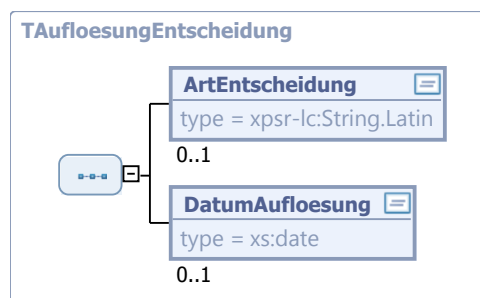 TAufloesungEntscheidung
ArtEntscheidung
type = xpsr-lc:String.Latin
0..1
DatumAufloesung
type = xs:date
0..1